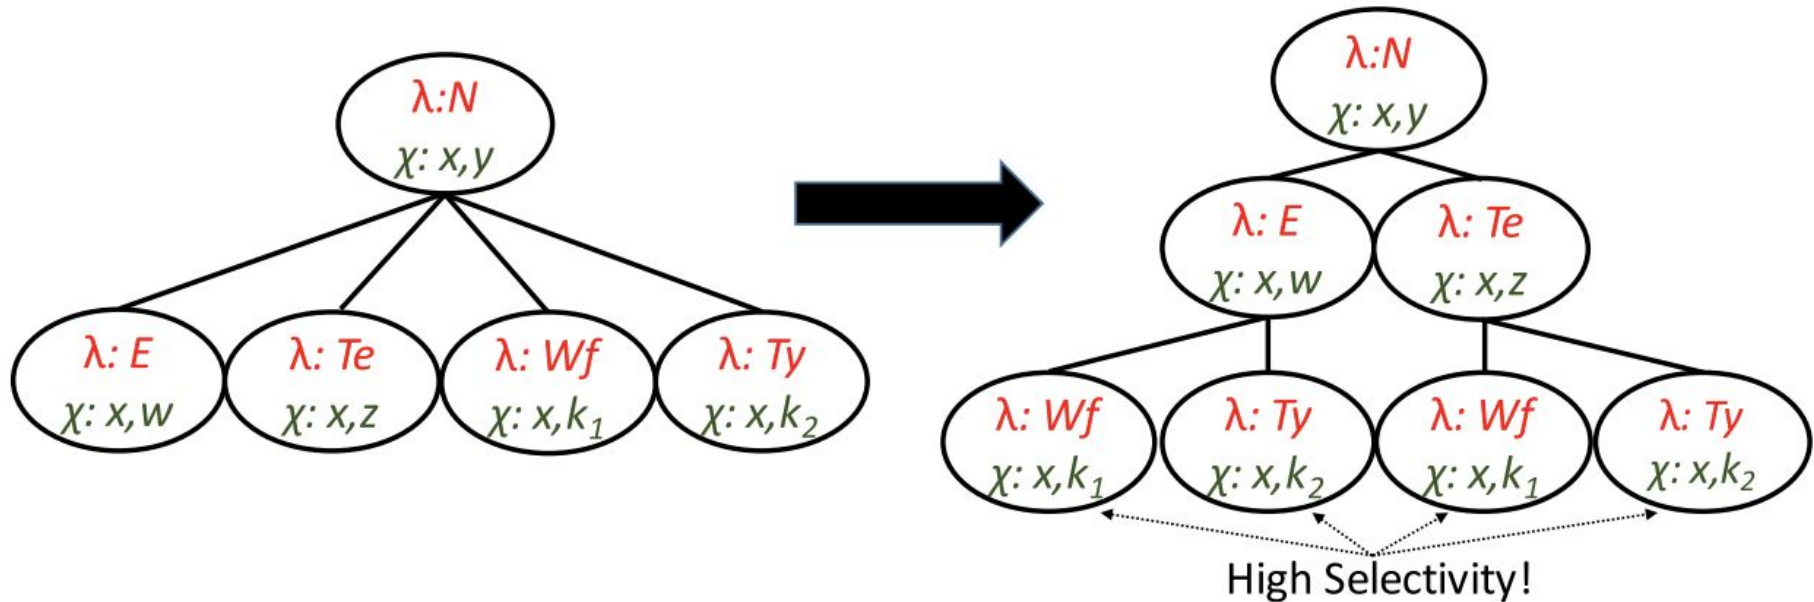 λ:N
χ: x,y
λ: E
χ: x,w
λ: Te
χ: x,z
λ: Wf
χ: x,k₁
λ: Ty
χ: x,k₂
λ:N
χ: x,y
λ: E
χ: x,w
λ: Te
χ: x,z
λ: Wf
χ: x,k₁
λ: Ty
χ: x,k₂
λ: Wf
χ: x,k₁
λ: Ty
χ: x,k₂
High Selectivity!